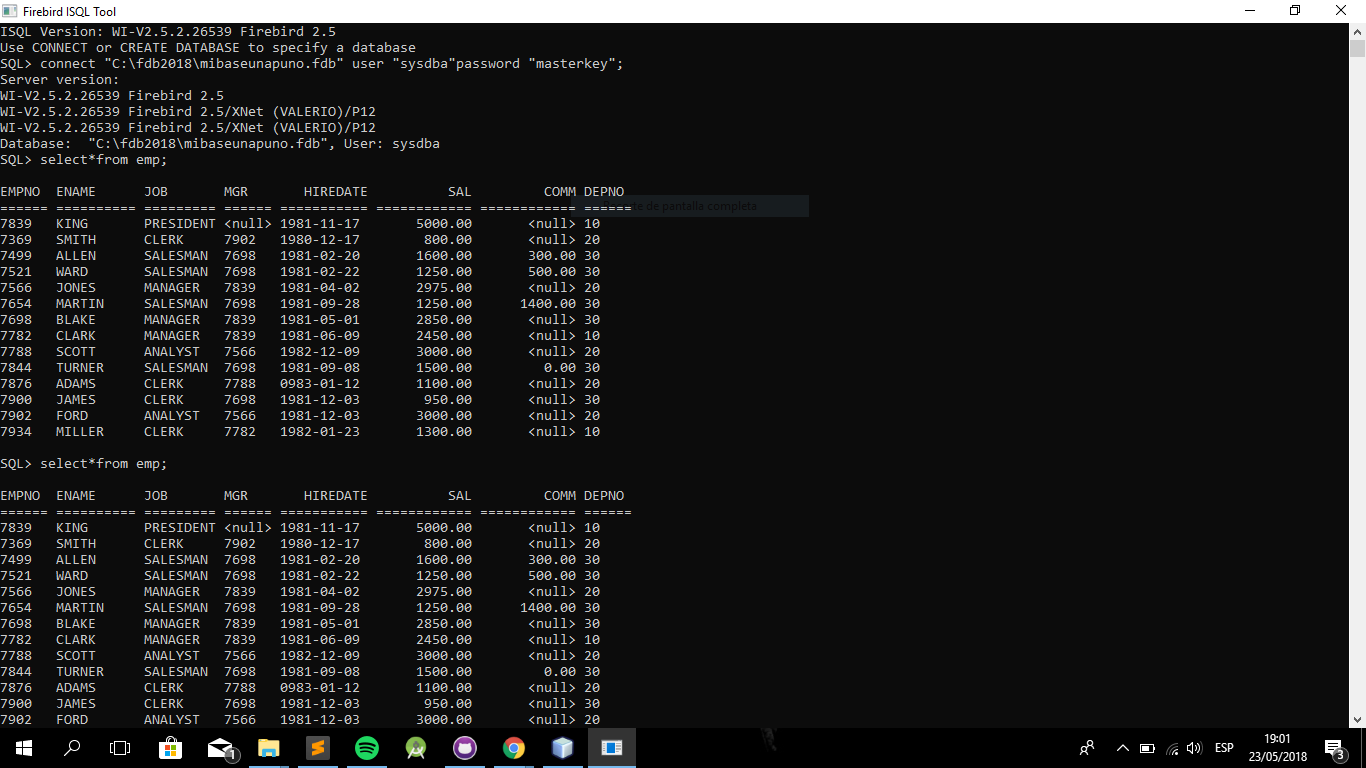 Firebird ISQL Tool
ISQL Version: WI-V2.5.2.26539 Firebird 2.5
Use CONNECT or CREATE DATABASE to specify a database
SQL> connect "C:\fdb2018\mibaseunapuno.fdb" user "sysdba"password "masterkey";
Server version:
WI-V2.5.2.26539 Firebird 2.5
WI-V2.5.2.26539 Firebird 2.5/XNet (VALERIO)/P12
WI-V2.5.2.26539 Firebird 2.5/XNet (VALERIO)/P12
Database:  "C:\fdb2018\mibaseunapuno.fdb", User: sysdba
SQL> select*from emp;
EMPNO  ENAME      JOB       MGR       HIREDATE          SAL         COMM DEPNO
====== ========== ========= ====== =========== ============ ============ ======
de pantalla completa
7839   KING       PRESIDENT <null> 1981-11-17       5000.00       <null> 10
7369   SMITH      CLERK     7902   1980-12-17        800.00       <null> 20
7499   ALLEN      SALESMAN  7698   1981-02-20       1600.00       300.00 30
7521   WARD       SALESMAN  7698   1981-02-22       1250.00       500.00 30
7566   JONES      MANAGER   7839   1981-04-02       2975.00       <null> 20
7654   MARTIN     SALESMAN  7698   1981-09-28       1250.00      1400.00 30
7698   BLAKE      MANAGER   7839   1981-05-01       2850.00       <null> 30
7782   CLARK      MANAGER   7839   1981-06-09       2450.00       <null> 10
7788   SCOTT      ANALYST   7566   1982-12-09       3000.00       <null> 20
7844   TURNER     SALESMAN  7698   1981-09-08       1500.00         0.00 30
7876   ADAMS      CLERK     7788   0983-01-12       1100.00       <null> 20
7900   JAMES      CLERK     7698   1981-12-03        950.00       <null> 30
7902   FORD       ANALYST   7566   1981-12-03       3000.00       <null> 20
7934   MILLER     CLERK     7782   1982-01-23       1300.00       <null> 10
SQL> select*from emp;
EMPNO  ENAME      JOB       MGR       HIREDATE          SAL         COMM DEPNO
====== ========== ========= ====== =========== ============ ============ ======
7839   KING       PRESIDENT <null> 1981-11-17       5000.00       <null> 10
7369   SMITH      CLERK     7902   1980-12-17        800.00       <null> 20
7499   ALLEN      SALESMAN  7698   1981-02-20       1600.00       300.00 30
7521   WARD       SALESMAN  7698   1981-02-22       1250.00       500.00 30
7566   JONES      MANAGER   7839   1981-04-02       2975.00       <null> 20
7654   MARTIN     SALESMAN  7698   1981-09-28       1250.00      1400.00 30
7698   BLAKE      MANAGER   7839   1981-05-01       2850.00       <null> 30
7782   CLARK      MANAGER   7839   1981-06-09       2450.00       <null> 10
7788   SCOTT      ANALYST   7566   1982-12-09       3000.00       <null> 20
7844   TURNER     SALESMAN  7698   1981-09-08       1500.00         0.00 30
7876   ADAMS      CLERK     7788   0983-01-12       1100.00       <null> 20
7900   JAMES      CLERK     7698   1981-12-03        950.00       <null> 30
7902   FORD       ANALYST   7566   1981-12-03       3000.00       <null> 20
1
ESP
19:01
23/05/2018
3